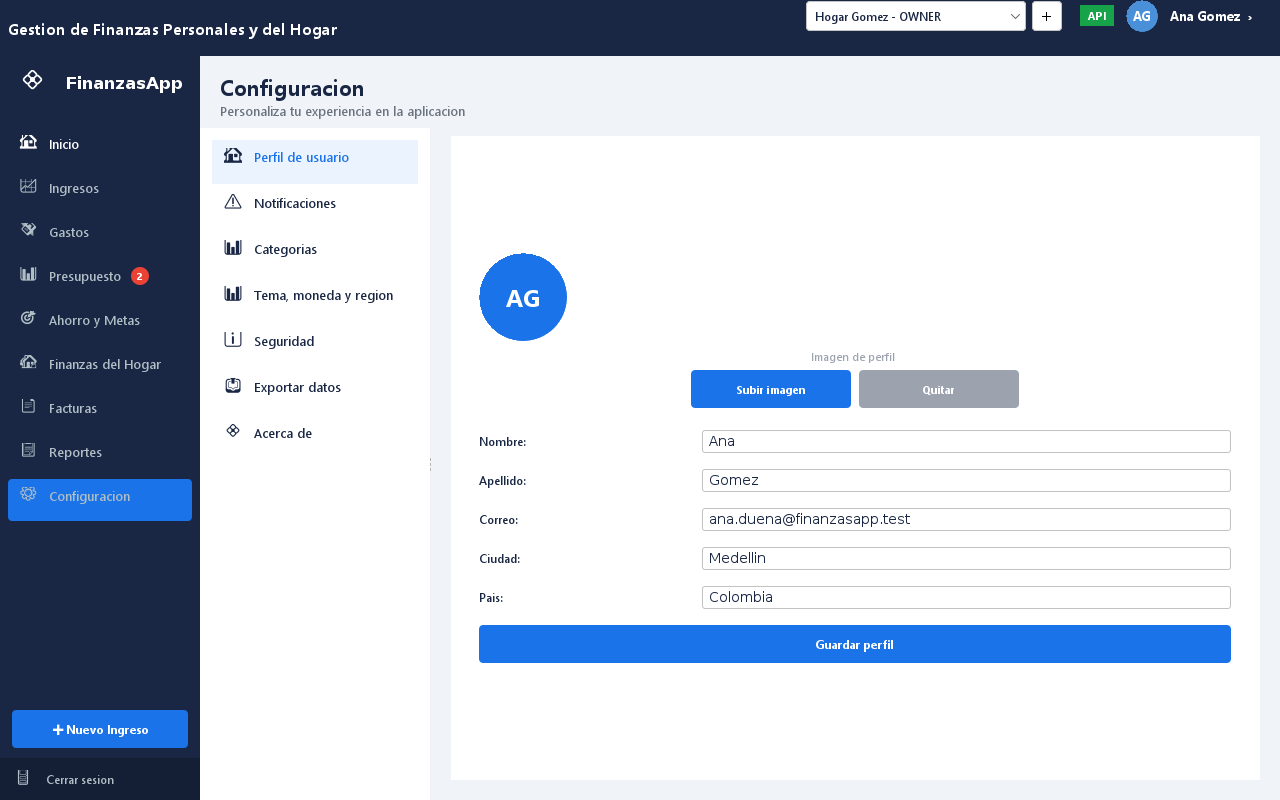 Gestion de Finanzas Personales y del Hogar
Hogar Gomez - OWNER
+
API
AG
Ana Gomez ›
FinanzasApp
Inicio
Ingresos
Gastos
Presupuesto 2
Ahorro y Metas
Finanzas del Hogar
Facturas
Reportes
Configuracion
+ Nuevo Ingreso
Cerrar sesion
Configuracion
Personaliza tu experiencia en la aplicacion
Perfil de usuario
Notificaciones
Categorias
Tema, moneda y region
Seguridad
Exportar datos
Acerca de
AG
Imagen de perfil
Subir imagen
Quitar
Nombre: Ana
Apellido: Gomez
Correo: ana.duena@finanzasapp.test
Ciudad: Medellin
Pais: Colombia
Guardar perfil